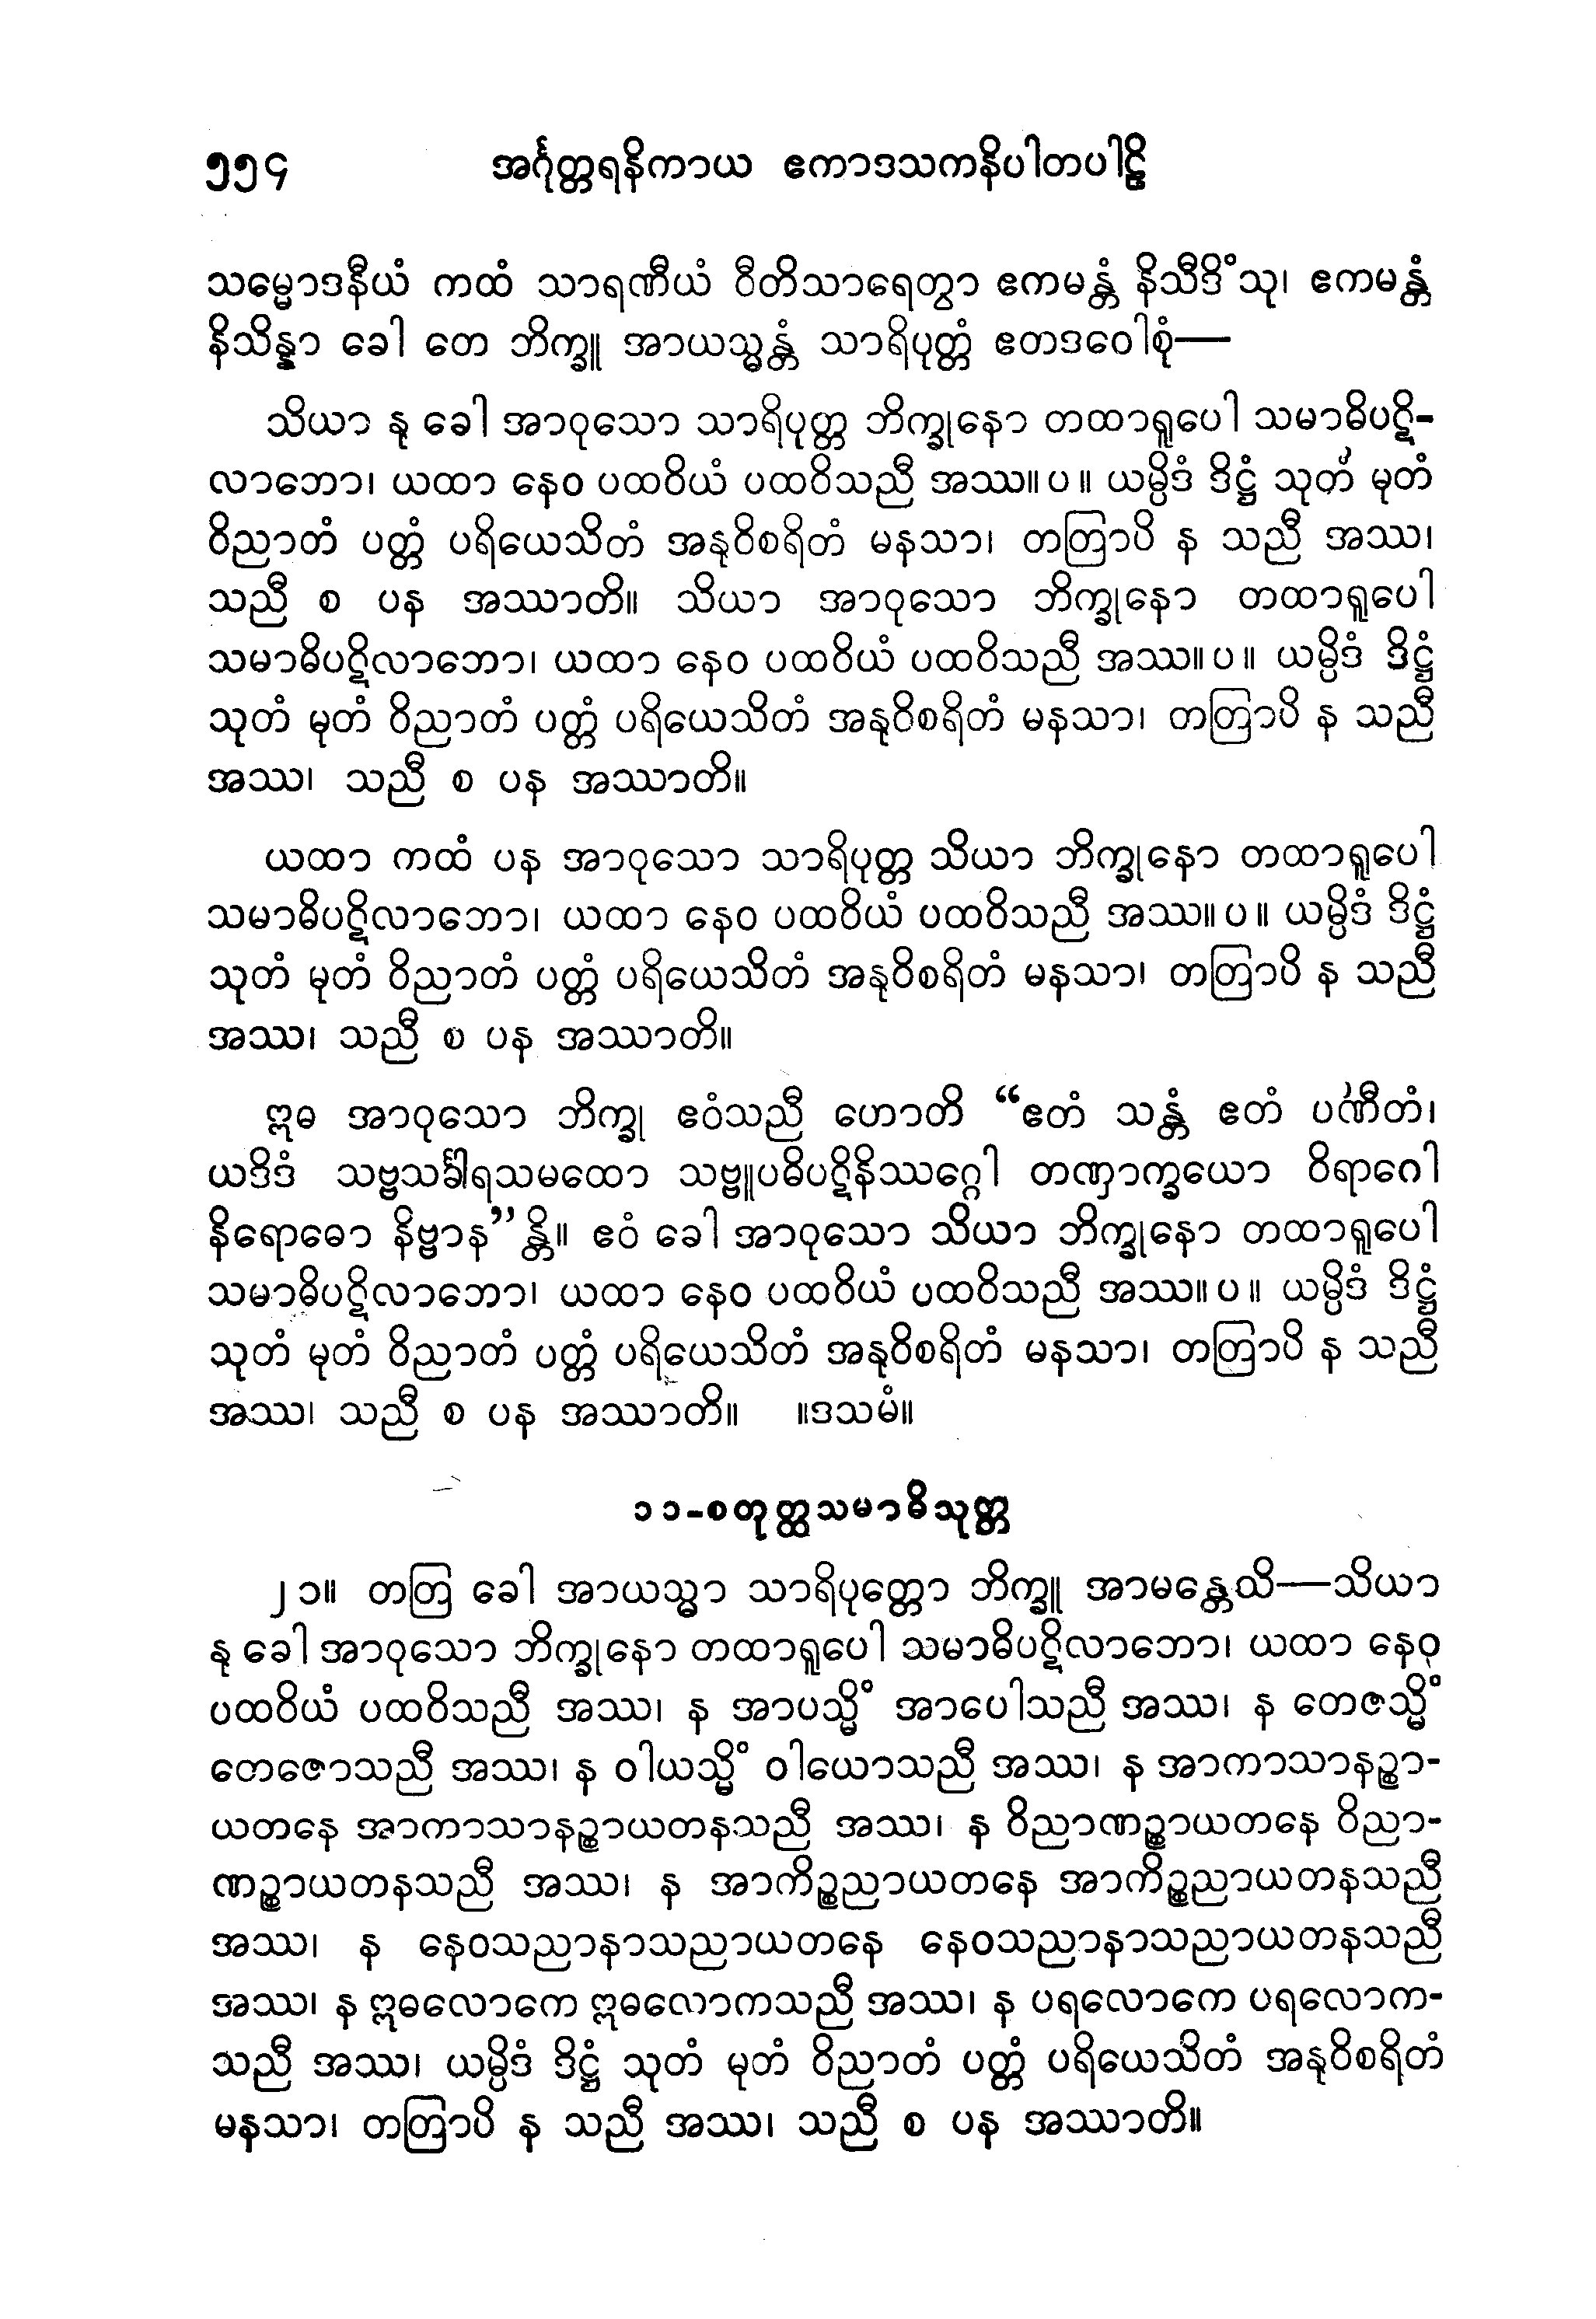 ၅၅၄ အင်္ဂုတ္တရနိကာယ ဧကာဒသကနိပါတပါဠိ
သမ္မောဒနီယံ ကထံ သာရဏီယံ ဝီတိသာရေတွာ ဧကမန္တံ နိသီဒိံသု၊ ဧကမန္တံ
နိသိန္နာ ခေါ တေ ဘိက္ခူ အာယသ္မန္တံ သာရိပုတ္တံ ဧတဒဝေါစုံ—
သိယာ နု ခေါ အာဝုသော သာရိပုတ္တ ဘိက္ခုနော တထာရူပေါ သမာဓိပဋိ-
လာဘော၊ ယထာ နေဝ ပထဝိယံ ပထဝိသညီ အဿ။ပ။ ယမ္ပိဒံ ဒိဋ္ဌံ သုတံ မုတံ
ဝိညာတံ ပတ္တံ ပရိယေသိတံ အနုဝိစရိတံ မနသာ၊ တတြာပိ န သညီ အဿ၊
သညီ စ ပန အဿာတိ။ သိယာ အာဝုသော ဘိက္ခုနော တထာရူပေါ
သမာဓိပဋိလာဘော၊ ယထာ နေဝ ပထဝိယံ ပထဝိသညီ အဿ။ပ။ ယမ္ပိဒံ ဒိဋ္ဌံ
သုတံ မုတံ ဝိညာတံ ပတ္တံ ပရိယေသိတံ အနုဝိစရိတံ မနသာ၊ တတြာပိ န သညီ
အဿ၊ သညီ စ ပန အဿာတိ။
ယထာ ကထံ ပန အာဝုသော သာရိပုတ္တ သိယာ ဘိက္ခုနော တထာရူပေါ
သမာဓိပဋိလာဘော၊ ယထာ နေဝ ပထဝိယံ ပထဝိသညီ အဿ။ပ။ ယမ္ပိဒံ ဒိဋ္ဌံ
သုတံ မုတံ ဝိညာတံ ပတ္တံ ပရိယေသိတံ အနုဝိစရိတံ မနသာ၊ တတြာပိ န သညီ
အဿ၊ သညီ စ ပန အဿာတိ။
ဣဓ အာဝုသော ဘိက္ခု ဧဝံသညီ ဟောတိ “ဧတံ သန္တံ ဧတံ ပဏီတံ၊
ယဒိဒံ သဗ္ဗသင်္ခါရသမထော သဗ္ဗူပဓိပဋိနိဿဂ္ဂေါ တဏှာက္ခယော ဝိရာဂေါ
နိရောဓော နိဗ္ဗာန”န္တိ။ ဧဝံ ခေါ အာဝုသော သိယာ ဘိက္ခုနော တထာရူပေါ
သမာဓိပဋိလာဘော၊ ယထာ နေဝ ပထဝိယံ ပထဝိသညီ အဿ။ပ။ ယမ္ပိဒံ ဒိဋ္ဌံ
သုတံ မုတံ ဝိညာတံ ပတ္တံ ပရိယေသိတံ အနုဝိစရိတံ မနသာ၊ တတြာပိ န သညီ
အဿ၊ သညီ စ ပန အဿာတိ။ ။ဒသမံ။
၁၁-စတုတ္ထသမာဓိသုတ္တ
၂၁။ တတြ ခေါ အာယသ္မာ သာရိပုတ္တော ဘိက္ခူ အာမန္တေသိ—သိယာ
နု ခေါ အာဝုသော ဘိက္ခုနော တထာရူပေါ သမာဓိပဋိလာဘော၊ ယထာ နေဝ
ပထဝိယံ ပထဝိသညီ အဿ၊ န အာပသ္မိံ အာပေါသညီ အဿ၊ န တေဇသ္မိံ
တေဇောသညီ အဿ၊ န ဝါယသ္မိံ ဝါယောသညီ အဿ၊ န အာကာသာနဉ္စာ-
ယတနေ အာကာသာနဉ္စာယတနသညီ အဿ၊ န ဝိညာဏဉ္စာယတနေ ဝိညာ-
ဏဉ္စာယတနသညီ အဿ၊ န အာကိဉ္စညာယတနေ အာကိဉ္စညာယတနသညီ
အဿ၊ န နေဝသညာနာသညာယတနေ နေဝသညာနာသညာယတနသညီ
အဿ၊ န ဣဓလောကေ ဣဓလောကသညီ အဿ၊ န ပရလောကေ ပရလောက-
သညီ အဿ၊ ယမ္ပိဒံ ဒိဋ္ဌံ သုတံ မုတံ ဝိညာတံ ပတ္တံ ပရိယေသိတံ အနုဝိစရိတံ
မနသာ၊ တတြာပိ န သညီ အဿ၊ သညီ စ ပန အဿာတိ။